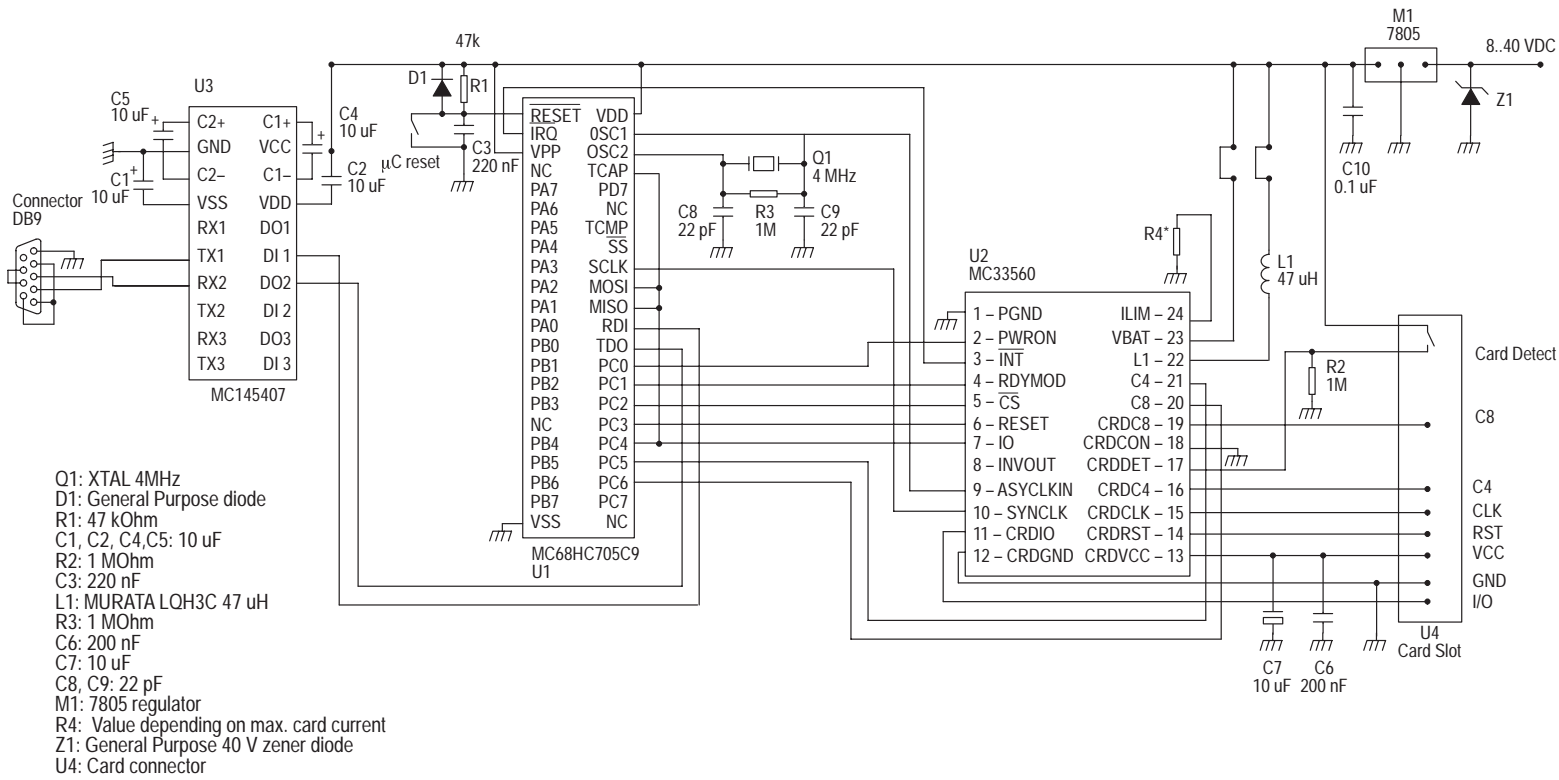 M1
7805
8..40 VDC
Z1
C10
0.1 uF
47k
D1
R1
µC reset
C3
220 nF
U3
C5
10 uF
+
C4
10 uF
+
C1
10 uF
+
C2
10 uF
C2+
GND
C2–
VSS
RX1
TX1
RX2
TX2
RX3
TX3
C1+
VCC
C1–
VDD
DO1
DI 1
DO2
DI 2
DO3
DI 3
MC145407
Connector
DB9
RESET
IRQ
VPP
NC
PA7
PA6
PA5
PA4
PA3
PA2
PA1
PA0
PB0
PB1
PB2
PB3
NC
PB4
PB5
PB6
PB7
VSS
VDD
0SC1
OSC2
TCAP
PD7
NC
TCMP
SS
SCLK
MOSI
MISO
RDI
TDO
PC0
PC1
PC2
PC3
PC4
PC5
PC6
PC7
NC
MC68HC705C9
U1
Q1
4 MHz
C8
22 pF
R3
1M
C9
22 pF
U2
MC33560
1 – PGND
2 – PWRON
3 – INT
4 – RDYMOD
5 – CS
6 – RESET
7 – IO
8 – INVOUT
9 – ASYCLKIN
10 – SYNCLK
11 – CRDIO
12 – CRDGND
ILIM – 24
VBAT – 23
L1 – 22
C4 – 21
C8 – 20
CRDC8 – 19
CRDCON – 18
CRDDET – 17
CRDC4 – 16
CRDCLK – 15
CRDRST – 14
CRDVCC – 13
R4*
L1
47 uH
R2
1M
Card Detect
C8
C4
CLK
RST
VCC
GND
I/O
U4
Card Slot
C7
10 uF
C6
200 nF
Q1: XTAL 4MHz
D1: General Purpose diode
R1: 47 kOhm
C1, C2, C4,C5: 10 uF
R2: 1 MOhm
C3: 220 nF
L1: MURATA LQH3C 47 uH
R3: 1 MOhm
C6: 200 nF
C7: 10 uF
C8, C9: 22 pF
M1: 7805 regulator
R4: Value depending on max. card current
Z1: General Purpose 40 V zener diode
U4: Card connector